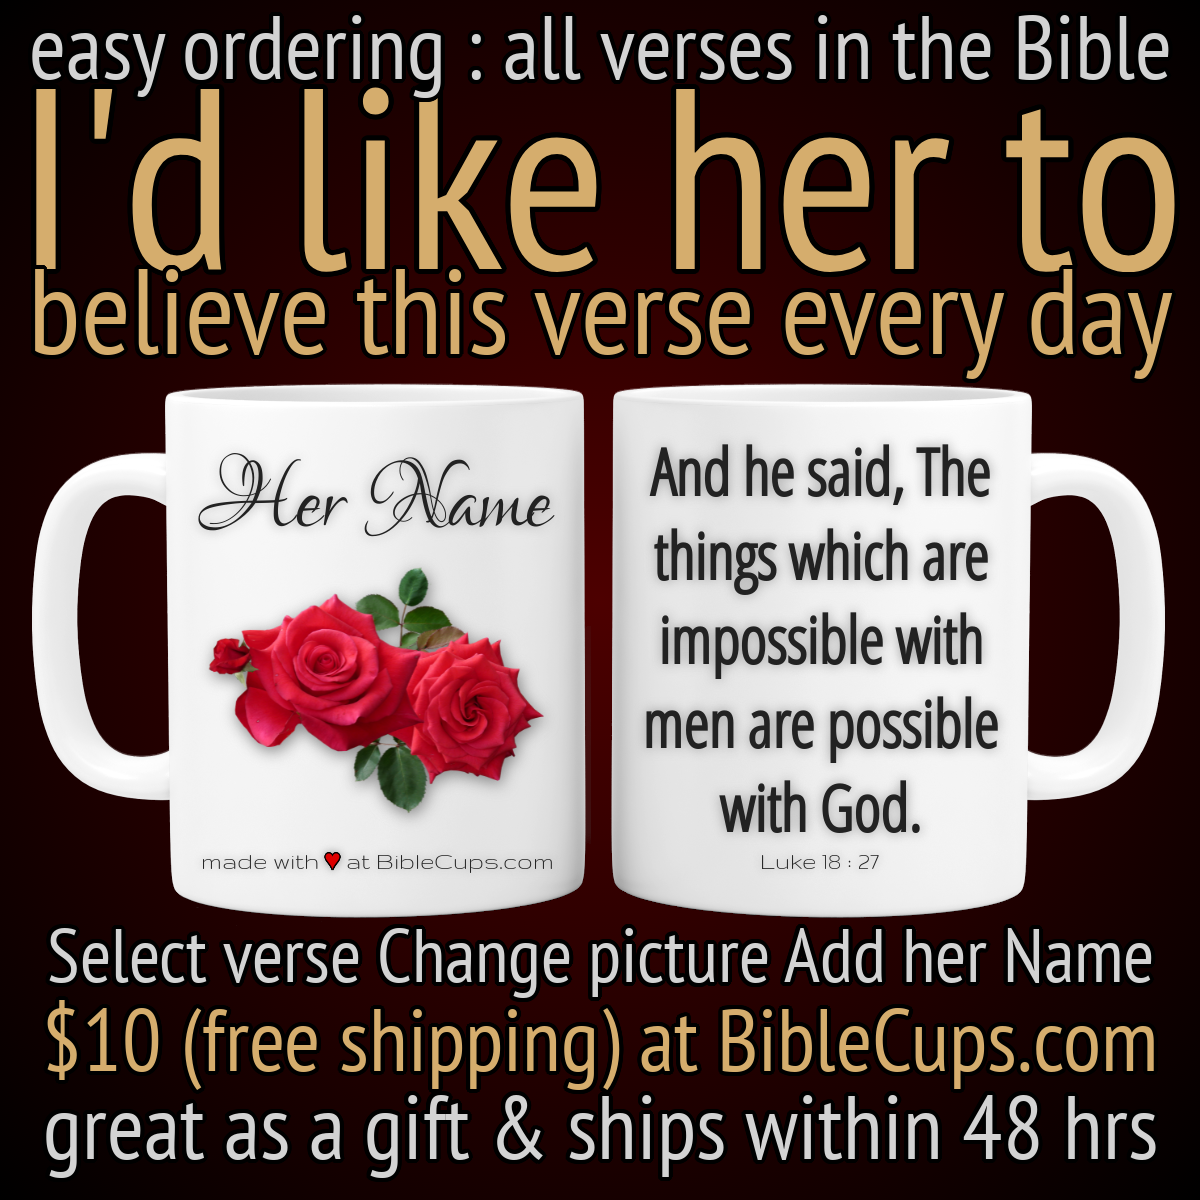 easy ordering : all verses in the Bible
I'd like her to
believe this verse every day
Her Name
made with ❤ at BibleCups.com
And he said, The
things which are
impossible with
men are possible
with God.
Luke 18 : 27
Select verse Change picture Add her Name
$10 (free shipping) at BibleCups.com
great as a gift & ships within 48 hrs